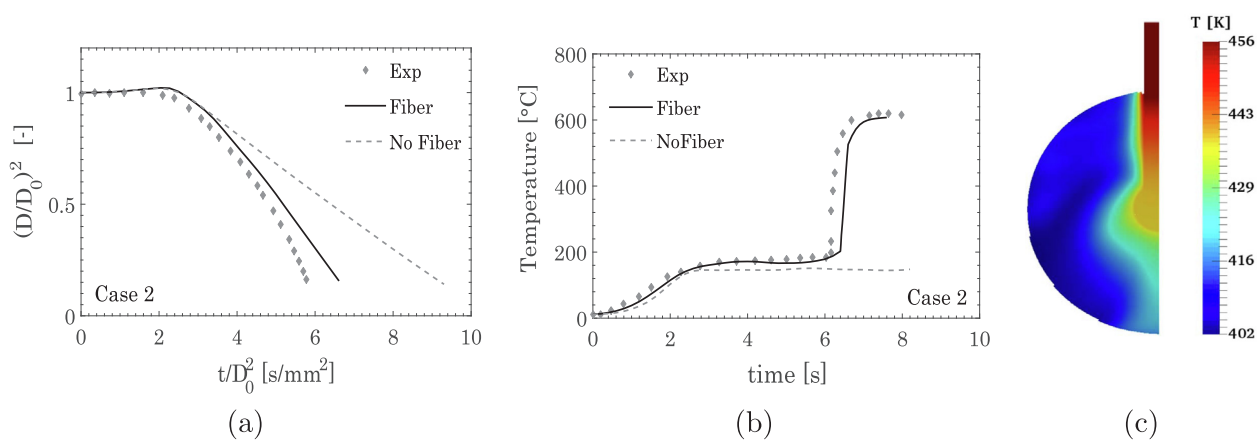 (D/D₀)² [-]
1
0.5
0
Exp
Fiber
No Fiber
Case 2
0 2 4 6 8 10
t/D₀² [s/mm²]
(a)
Temperature [°C]
800
600
400
200
0
Exp
Fiber
NoFiber
Case 2
0 2 4 6 8 10
time [s]
(b)
T [K]
456
443
429
416
402
(c)